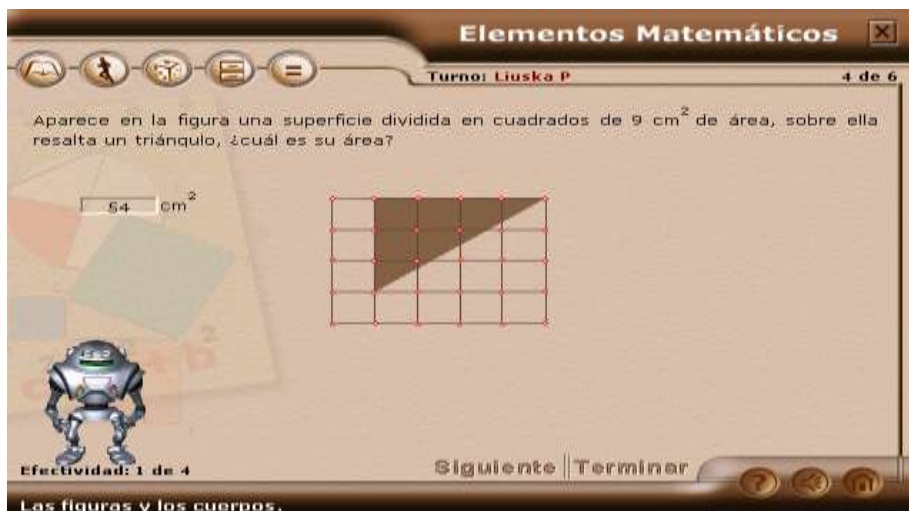 Elementos Matemáticos
Turno: Liuska P
4 de 6
Aparece en la figura una superficie dividida en cuadrados de 9 cm² de área, sobre ella
resalta un triángulo, ¿cuál es su área?
54 cm²
Efectividad: 1 de 4
Siguiente Terminar
Las figuras y los cuerpos.